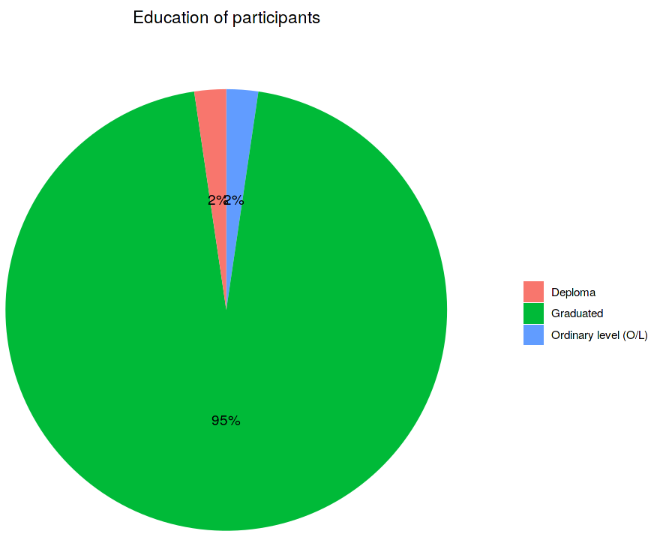 Education of participants
2%
2%
95%
Deploma
Graduated
Ordinary level (O/L)